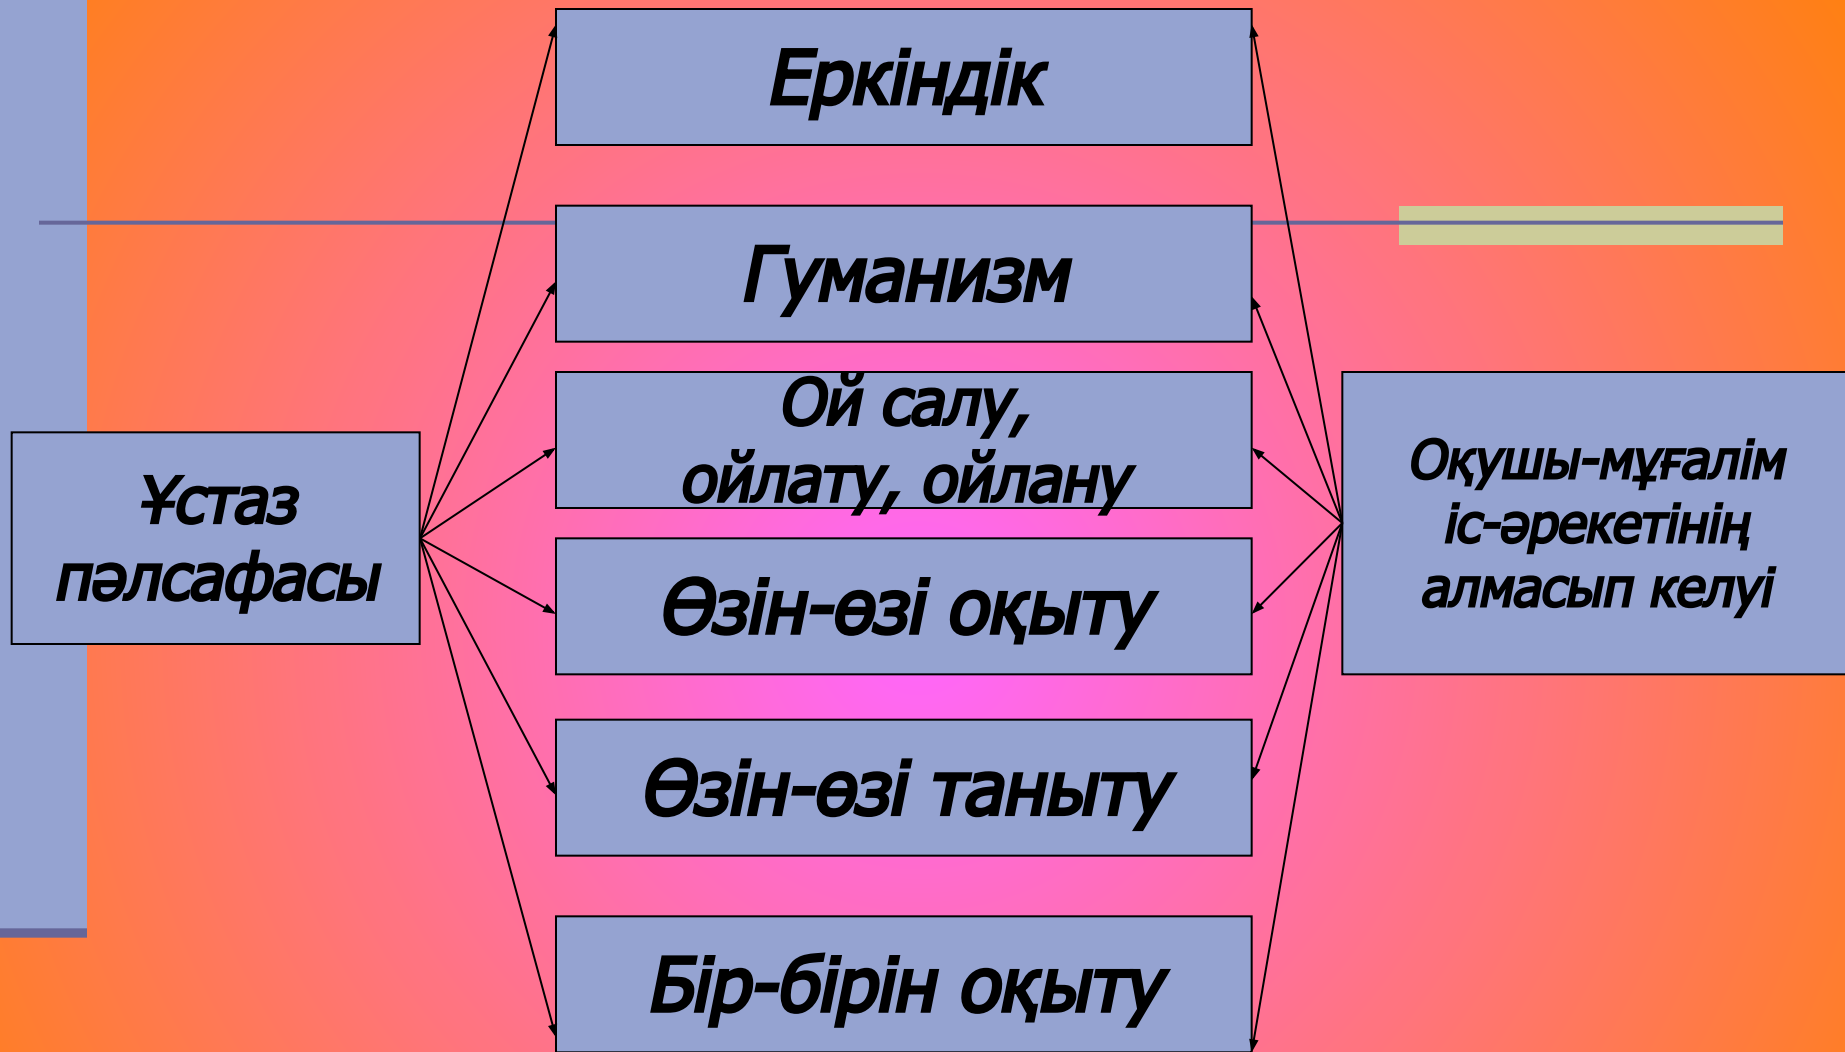 Еркіндік
Гуманизм
Ой салу,
ойлату, ойлану
Ұстаз
пәлсафасы
Оқушы-мұғалім
іс-әрекетінің
алмасып келуі
Өзін-өзі оқыту
Өзін-өзі таныту
Бір-бірін оқыту